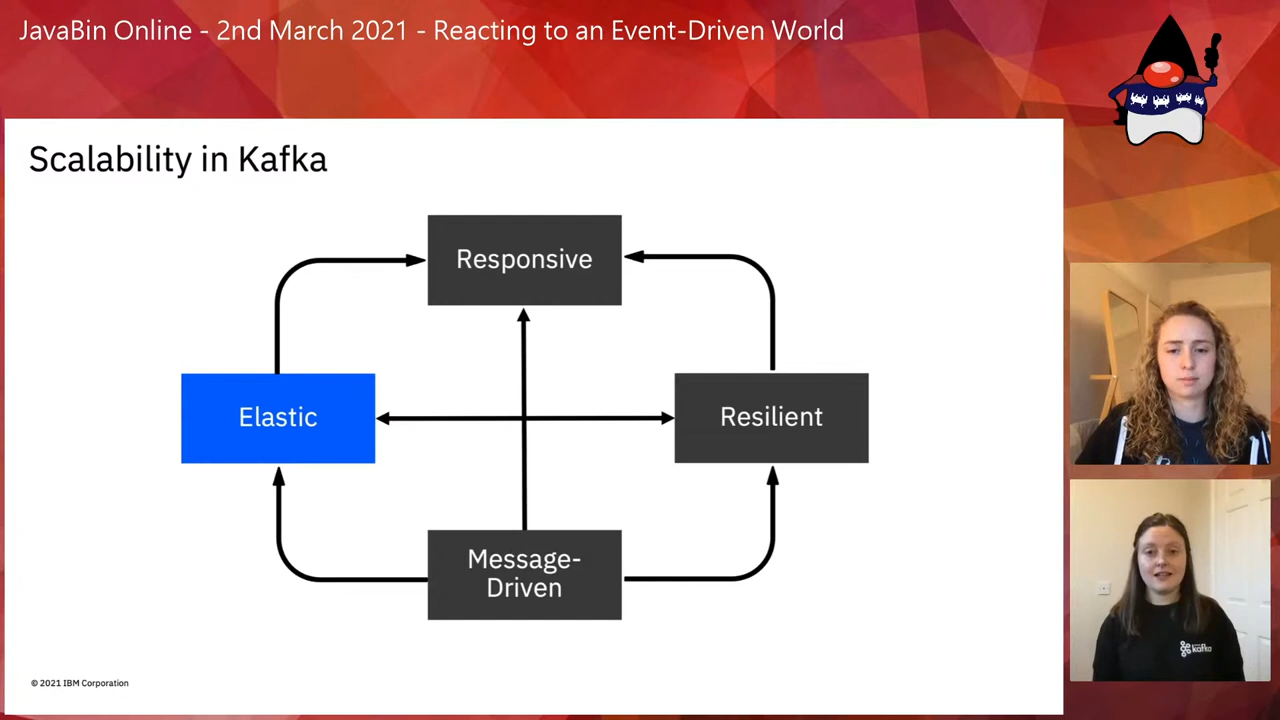 JavaBin Online - 2nd March 2021 - Reacting to an Event-Driven World
Scalability in Kafka
Responsive
Elastic
Resilient
Message-
Driven
kafka
© 2021 IBM Corporation